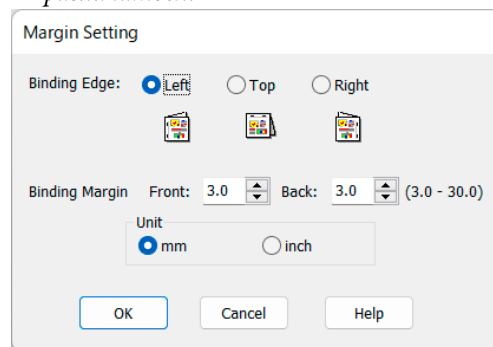 Margin Setting
Binding Edge: Left Top Right
Binding Margin Front: 3.0 Back: 3.0 (3.0 - 30.0)
Unit
mm inch
OK Cancel Help